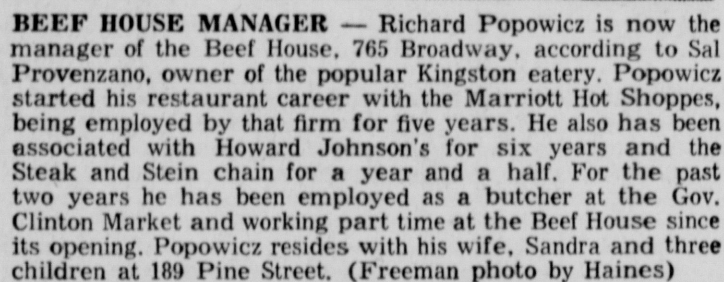 BEEF HOUSE MANAGER — Richard Popowicz is now the
manager of the Beef House, 765 Broadway, according to Sal
Provenzano, owner of the popular Kingston eatery. Popowicz
started his restaurant career with the Marriott Hot Shoppes,
being employed by that firm for five years. He also has been
associated with Howard Johnson's for six years and the
Steak and Stein chain for a year and a half. For the past
two years he has been employed as a butcher at the Gov.
Clinton Market and working part time at the Beef House since
its opening. Popowicz resides with his wife, Sandra and three
children at 189 Pine Street. (Freeman photo by Haines)